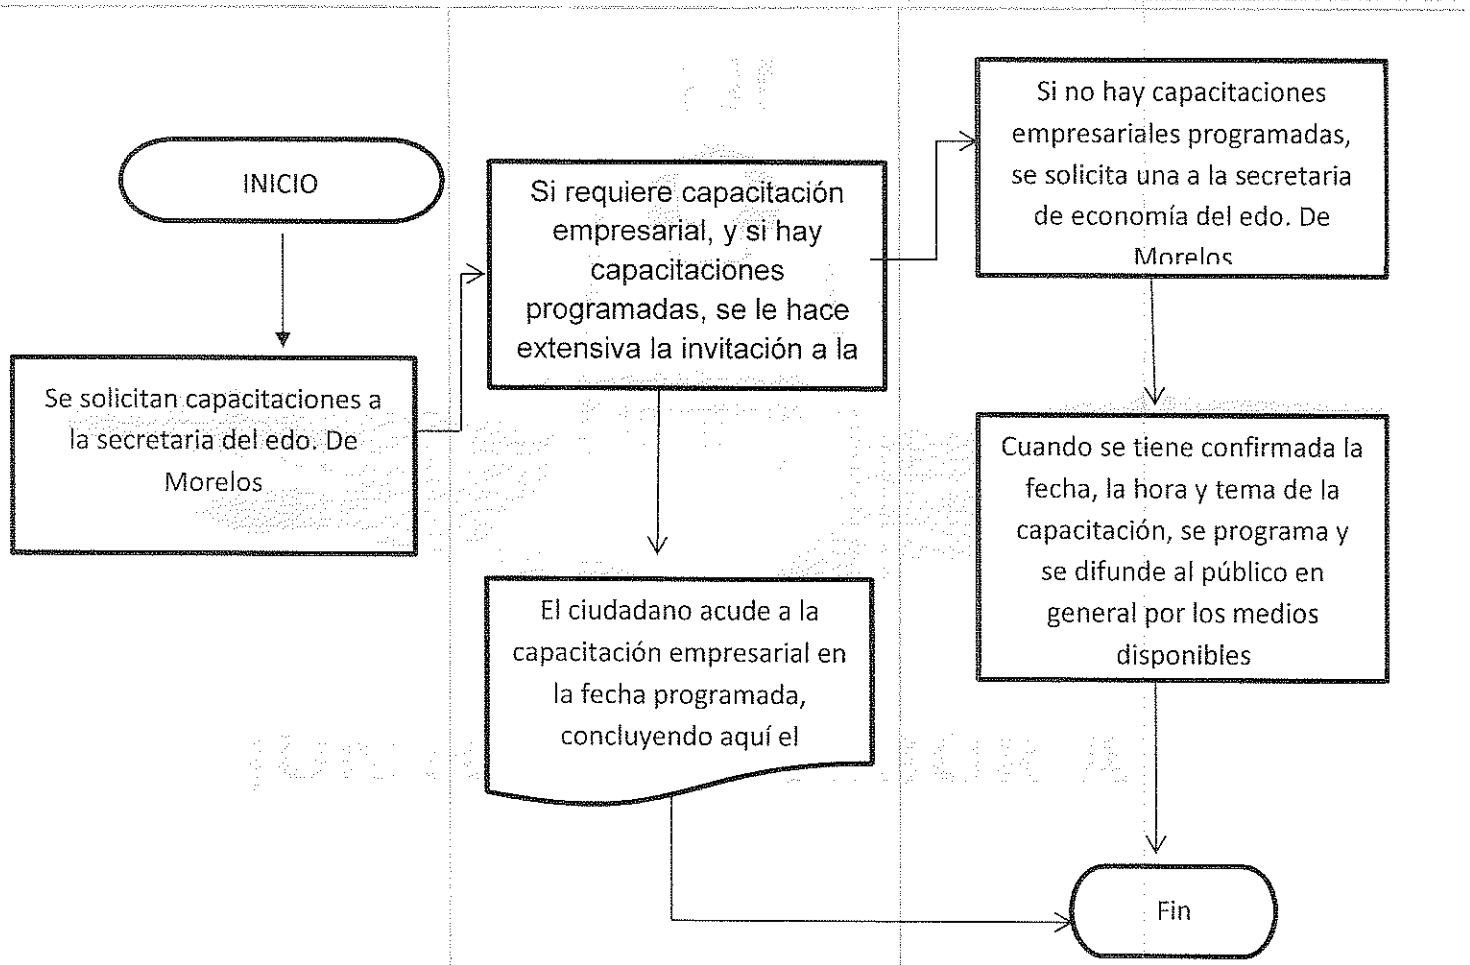 INICIO
Se solicitan capacitaciones a
la secretaria del edo. De
Morelos
Si requiere capacitación
empresarial, y si hay
capacitaciones
programadas, se le hace
extensiva la invitación a la
El ciudadano acude a la
capacitación empresarial en
la fecha programada,
concluyendo aquí el
Si no hay capacitaciones
empresariales programadas,
se solicita una a la secretaria
de economía del edo. De
Morelos
Cuando se tiene confirmada la
fecha, la hora y tema de la
capacitación, se programa y
se difunde al público en
general por los medios
disponibles
Fin